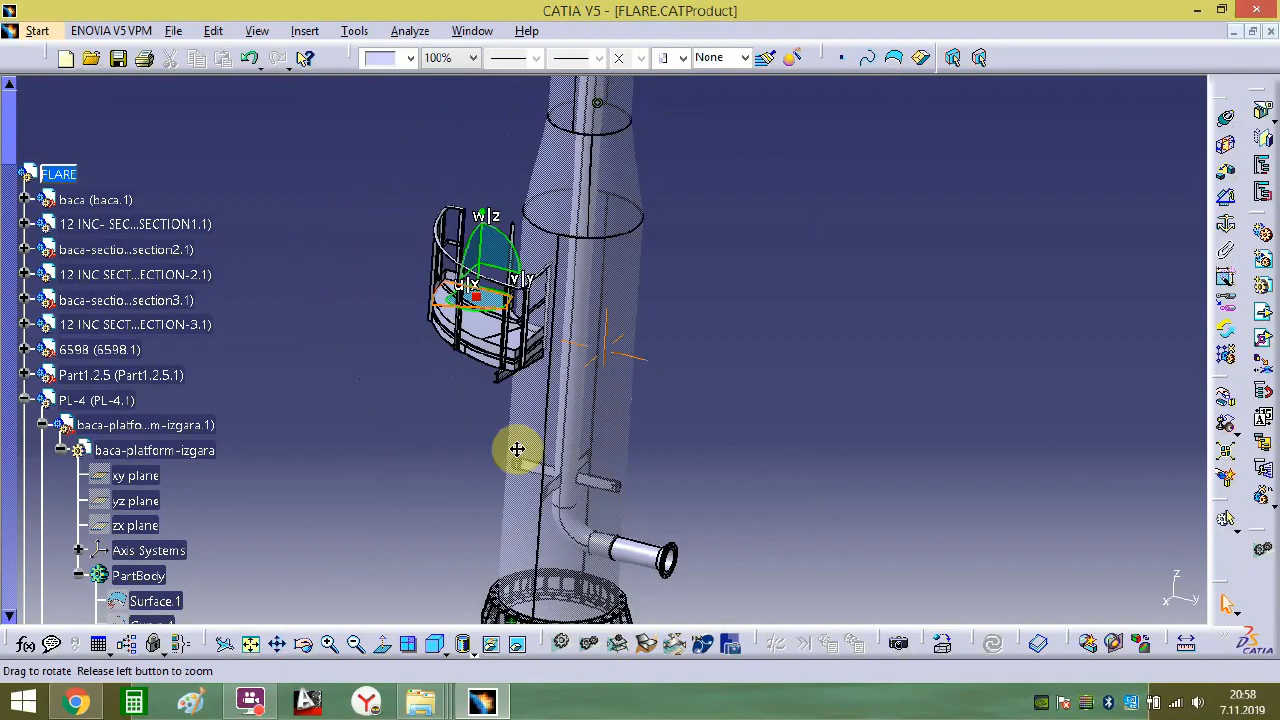 CATIA V5 - [FLARE.CATProduct]
Start ENOVIA V5 VPM File Edit View Insert Tools Analyze Window Help
100% None
FLARE
baca (baca.1)
12 INC- SEC...SECTION1.1)
baca-sectio...section2.1)
12 INCH SECT...ECTION-2.1)
baca-sectio...section3.1)
12 INC SECT...ECTION-3.1)
6598 (6598.1)
Part1.2.5 (Part1.2.5.1)
PL-4 (PL-4.1)
baca-platfo...m-izgara.1)
baca-platform-izgara
xy plane
yz plane
zx plane
Axis Systems
PartBody
Surface.1
w|z
v|y
u|x
z
x y
CATIA
Drag to rotate Release left button to zoom
20:58
7.11.2019